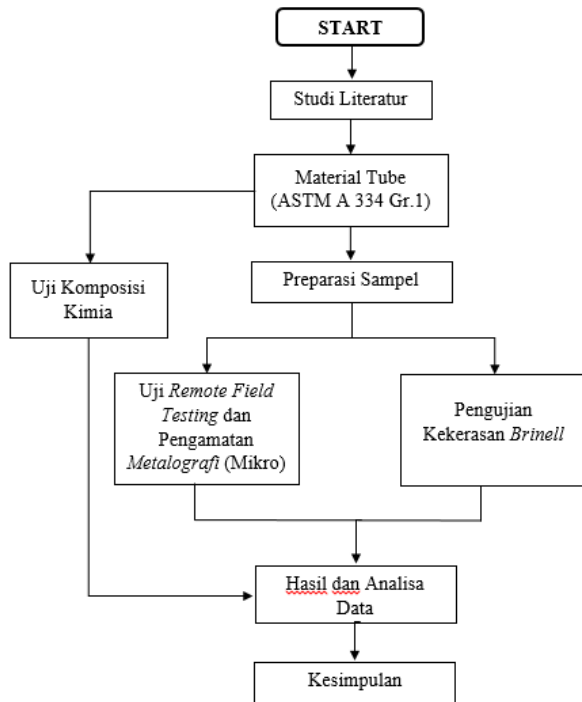 START
Studi Literatur
Material Tube
(ASTM A 334 Gr.1)
Uji Komposisi
Kimia
Preparasi Sampel
Uji Remote Field
Testing dan
Pengamatan
Metalografi (Mikro)
Pengujian
Kekerasan Brinell
Hasil dan Analisa
Data
Kesimpulan